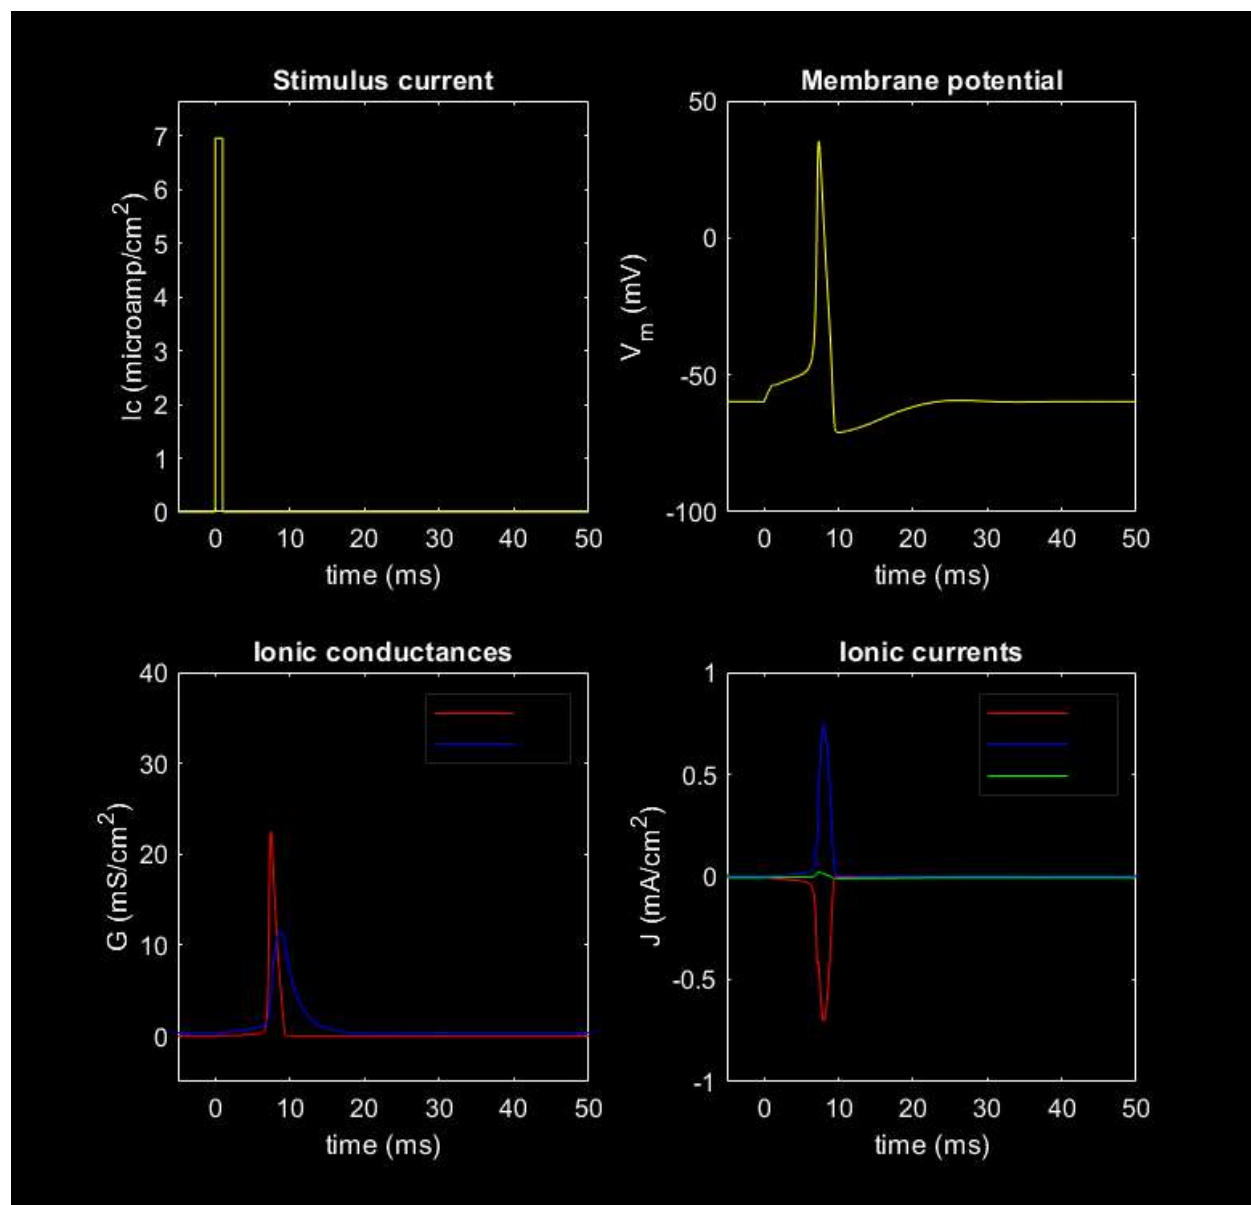 Stimulus current
7
6
5
4
3
2
1
0
Ic (microamp/cm²)
0 10 20 30 40 50
time (ms)
Membrane potential
50
0
-50
-100
Vₘ (mV)
0 10 20 30 40 50
time (ms)
Ionic conductances
40
30
20
10
0
G (mS/cm²)
0 10 20 30 40 50
time (ms)
Ionic currents
1
0.5
0
-0.5
-1
J (mA/cm²)
0 10 20 30 40 50
time (ms)